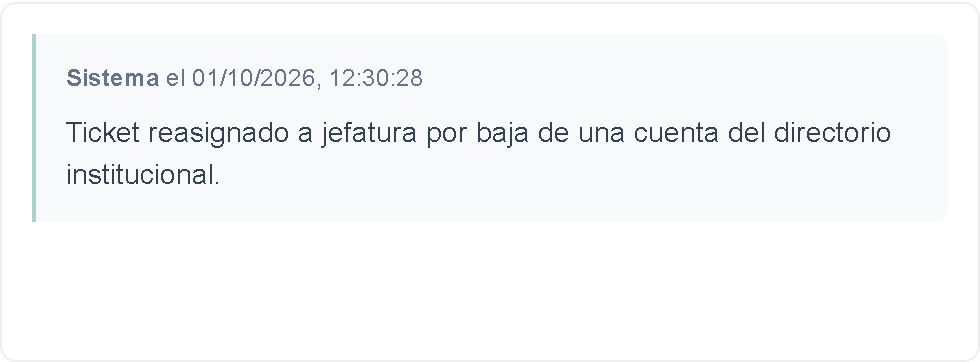 Sistema el 01/10/2026, 12:30:28
Ticket reasignado a jefatura por baja de una cuenta del directorio
institucional.